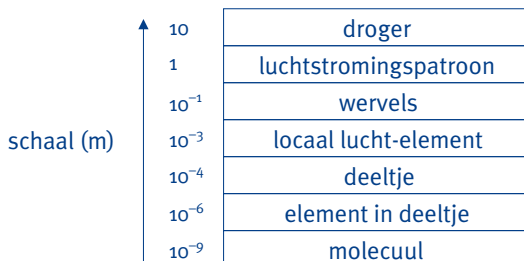 10 droger
1 luchtstromingspatroon
10⁻¹ wervels
schaal (m) 10⁻³ locaal lucht-element
10⁻⁴ deeltje
10⁻⁶ element in deeltje
10⁻⁹ molecuul